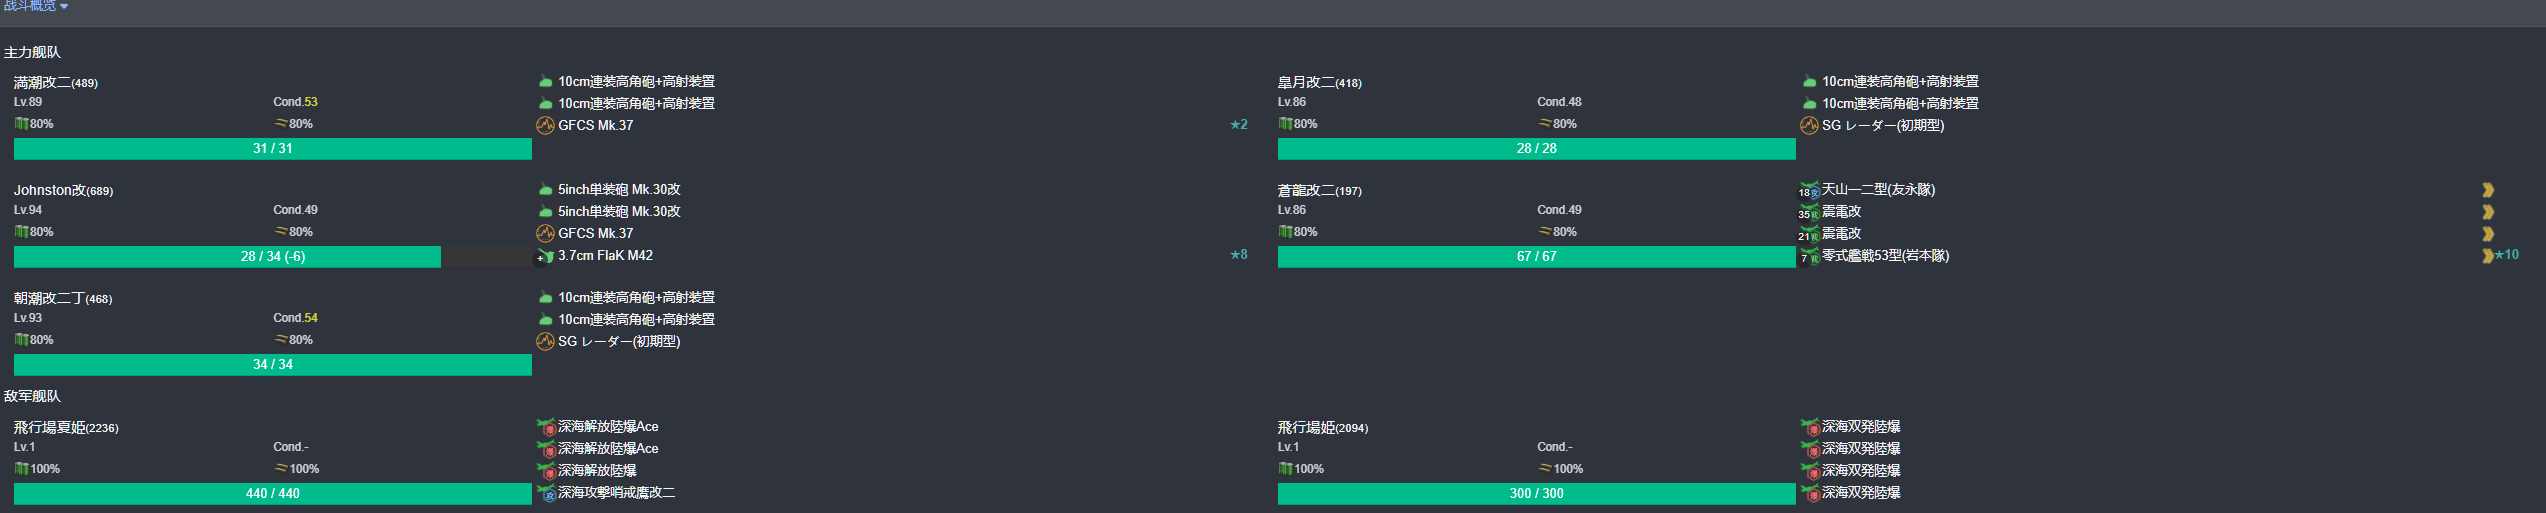 战斗概览
主力舰队
満潮改二(489)
Lv.89 Cond.53
80% 80%
31 / 31
10cm連装高角砲+高射装置
10cm連装高角砲+高射装置
GFCS Mk.37 ★2
皐月改二(418)
Lv.86 Cond.48
80% 80%
28 / 28
10cm連装高角砲+高射装置
10cm連装高角砲+高射装置
SG レーダー(初期型)
Johnston改(689)
Lv.94 Cond.49
80% 80%
28 / 34 (-6)
5inch単装砲 Mk.30改
5inch単装砲 Mk.30改
GFCS Mk.37
+ 3.7cm FlaK M42 ★8
蒼龍改二(197)
Lv.86 Cond.49
80% 80%
67 / 67
18 天山一二型(友永隊)
35 震電改
21 震電改
7 零式艦戦53型(岩本隊) ★10
朝潮改二丁(468)
Lv.93 Cond.54
80% 80%
34 / 34
10cm連装高角砲+高射装置
10cm連装高角砲+高射装置
SG レーダー(初期型)
敌军舰队
飛行場夏姫(2236)
Lv.1 Cond.-
100% 100%
440 / 440
深海解放陸爆Ace
深海解放陸爆Ace
深海解放陸爆
深海攻撃哨戒鷹改二
飛行場姫(2094)
Lv.1 Cond.-
100% 100%
300 / 300
深海双発陸爆
深海双発陸爆
深海双発陸爆
深海双発陸爆